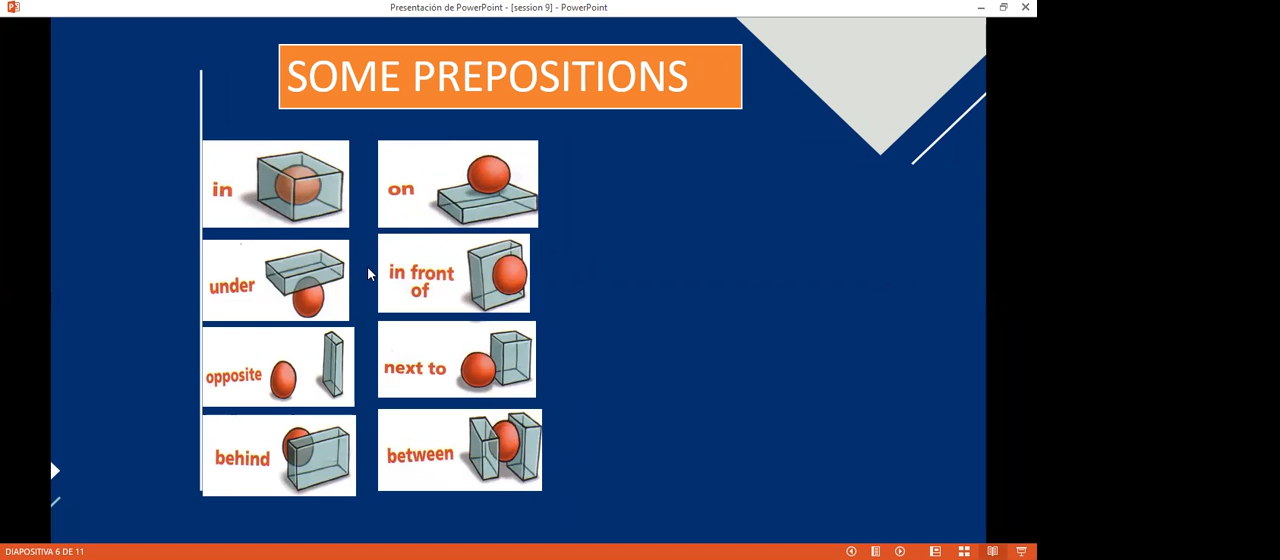 Presentación de PowerPoint - [session 9] - PowerPoint
SOME PREPOSITIONS
in
on
under
in front
of
opposite
next to
behind
between
DIAPOSITIVA 6 DE 11